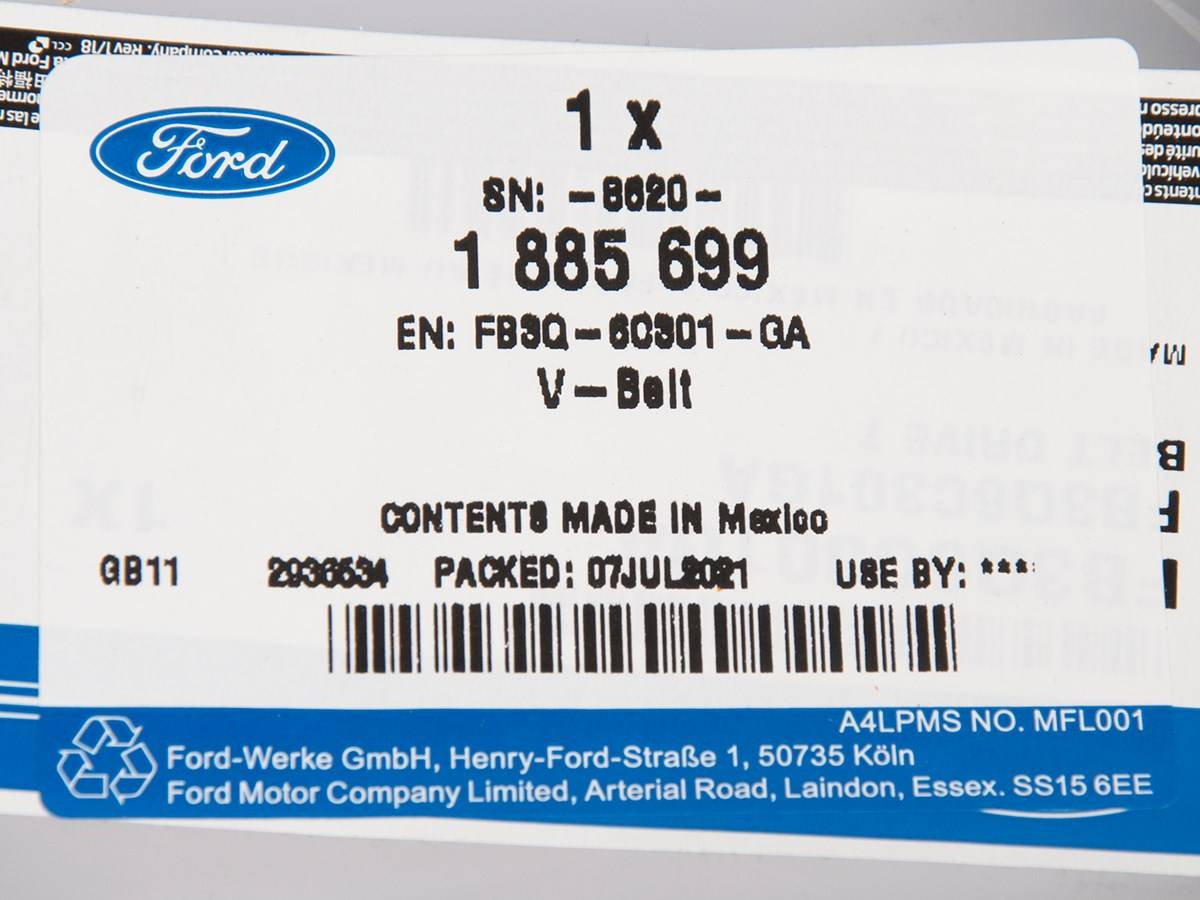 Ford
1 x
SN: -8620-
1 885 699
EN: FB3Q-6C301-GA
V-Belt
CONTENTS MADE IN Mexico
GB11 2936534 PACKED: 07JUL2021 USE BY: ***
A4LPMS NO. MFL001
Ford-Werke GmbH, Henry-Ford-Straße 1, 50735 Köln
Ford Motor Company Limited, Arterial Road, Laindon, Essex. SS15 6EE